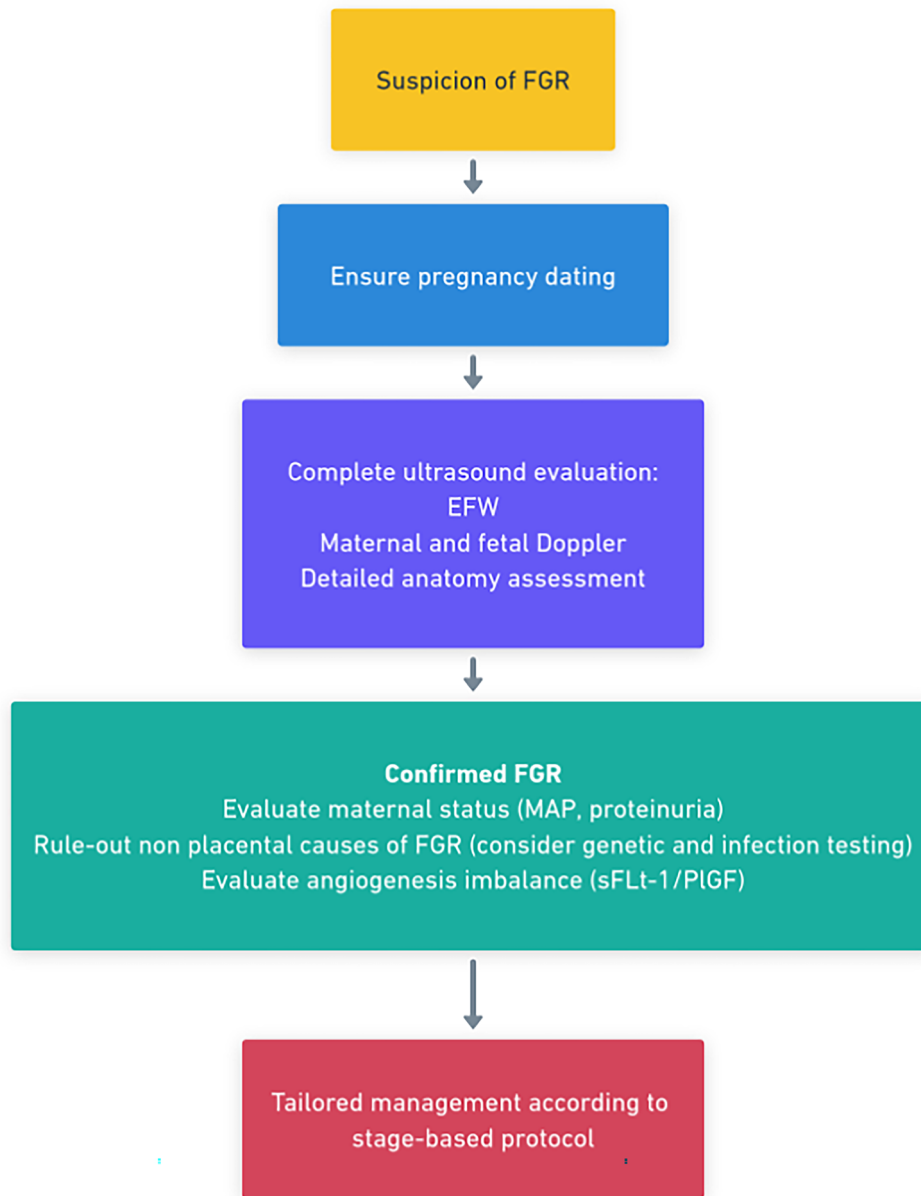 Suspicion of FGR
Ensure pregnancy dating
Complete ultrasound evaluation:
EFW
Maternal and fetal Doppler
Detailed anatomy assessment
Confirmed FGR
Evaluate maternal status (MAP, proteinuria)
Rule-out non placental causes of FGR (consider genetic and infection testing)
Evaluate angiogenesis imbalance (sFLt-1/PlGF)
Tailored management according to
stage-based protocol